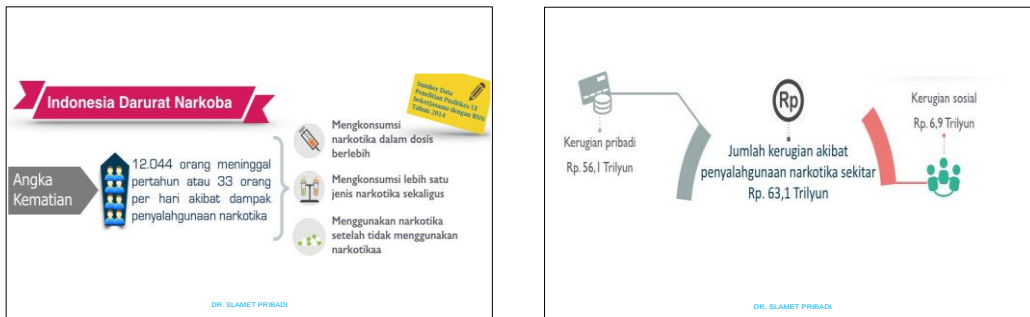 Indonesia Darurat Narkoba
Sumber Data
Penelitian Puslitkes UI
bekerjasama dengan BNN
Tahun 2014
Angka
Kematian
12.044 orang meninggal
pertahun atau 33 orang
per hari akibat dampak
penyalahgunaan narkotika
Mengkonsumsi
narkotika dalam dosis
berlebih
Mengkonsumsi lebih satu
jenis narkotika sekaligus
Menggunakan narkotika
setelah tidak menggunakan
narkotikaa
DR. SLAMET PRIBADI
Kerugian pribadi
Rp. 56,1 Trilyun
Rp
Jumlah kerugian akibat
penyalahgunaan narkotika sekitar
Rp. 63,1 Trilyun
Kerugian sosial
Rp. 6,9 Trilyun
DR. SLAMET PRIBADI